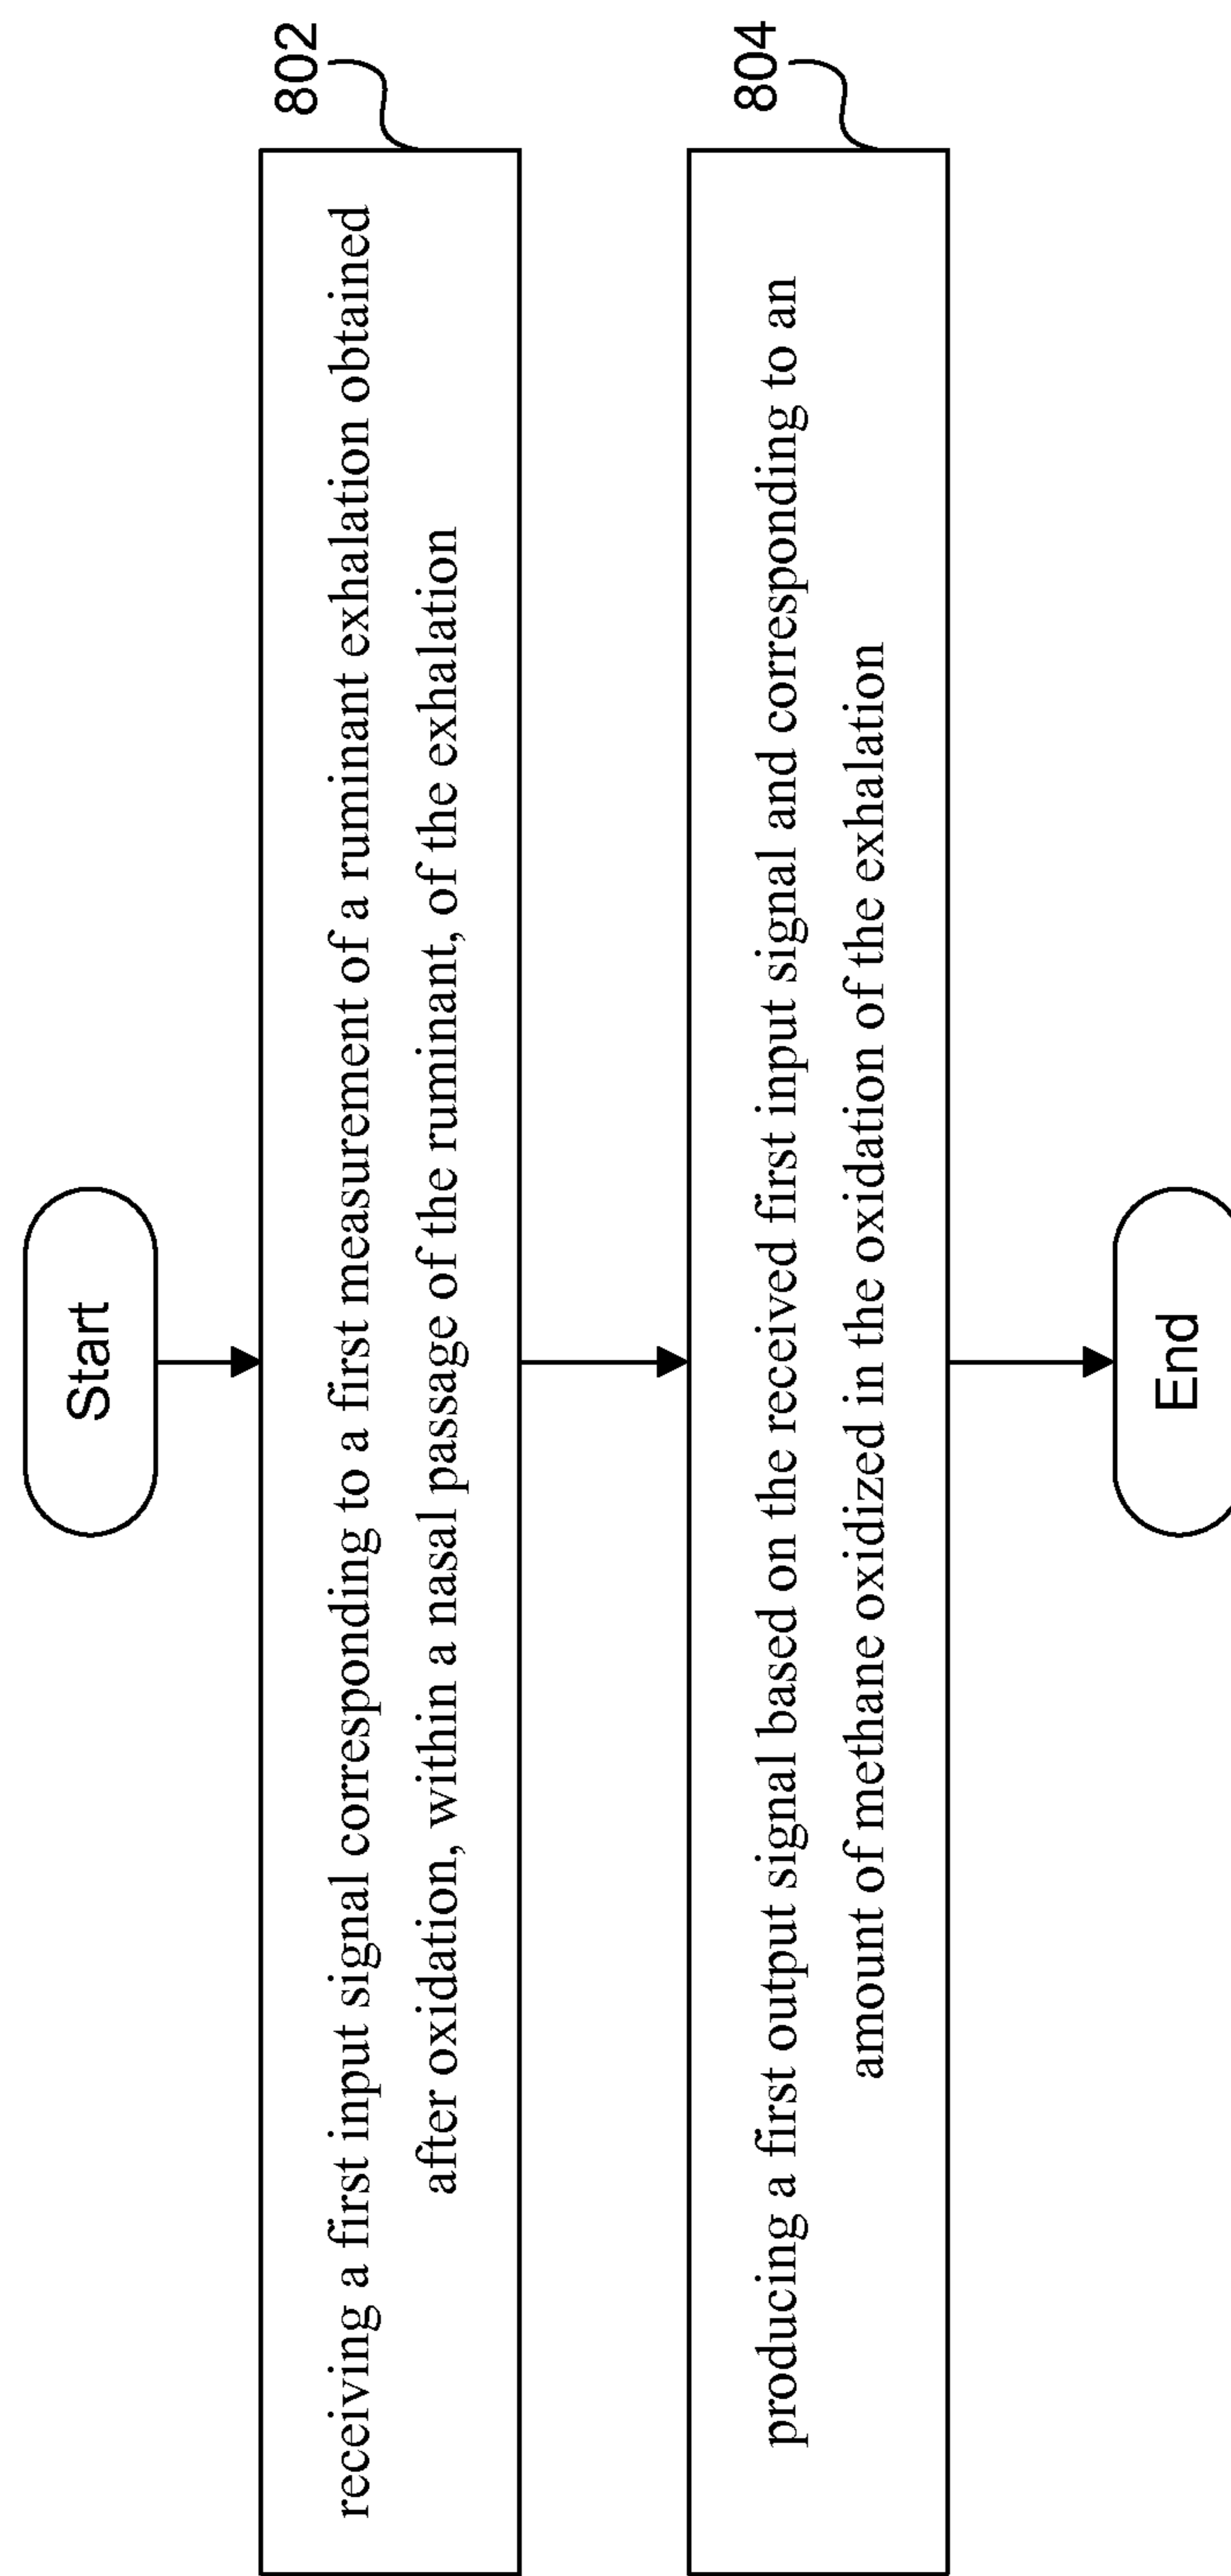 Start
802
receiving a first input signal corresponding to a first measurement of a ruminant exhalation obtained
after oxidation, within a nasal passage of the ruminant, of the exhalation
804
producing a first output signal based on the received first input signal and corresponding to an
amount of methane oxidized in the oxidation of the exhalation
End